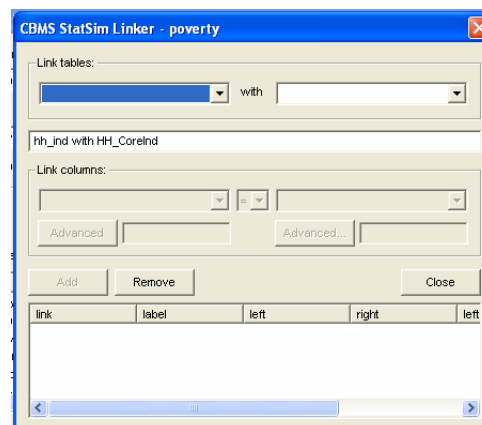 CBMS StatSim Linker - poverty
Link tables:
with
hh_ind with HH_CoreInd
Link columns:
=
Advanced
Advanced...
Add
Remove
Close
link label left right left